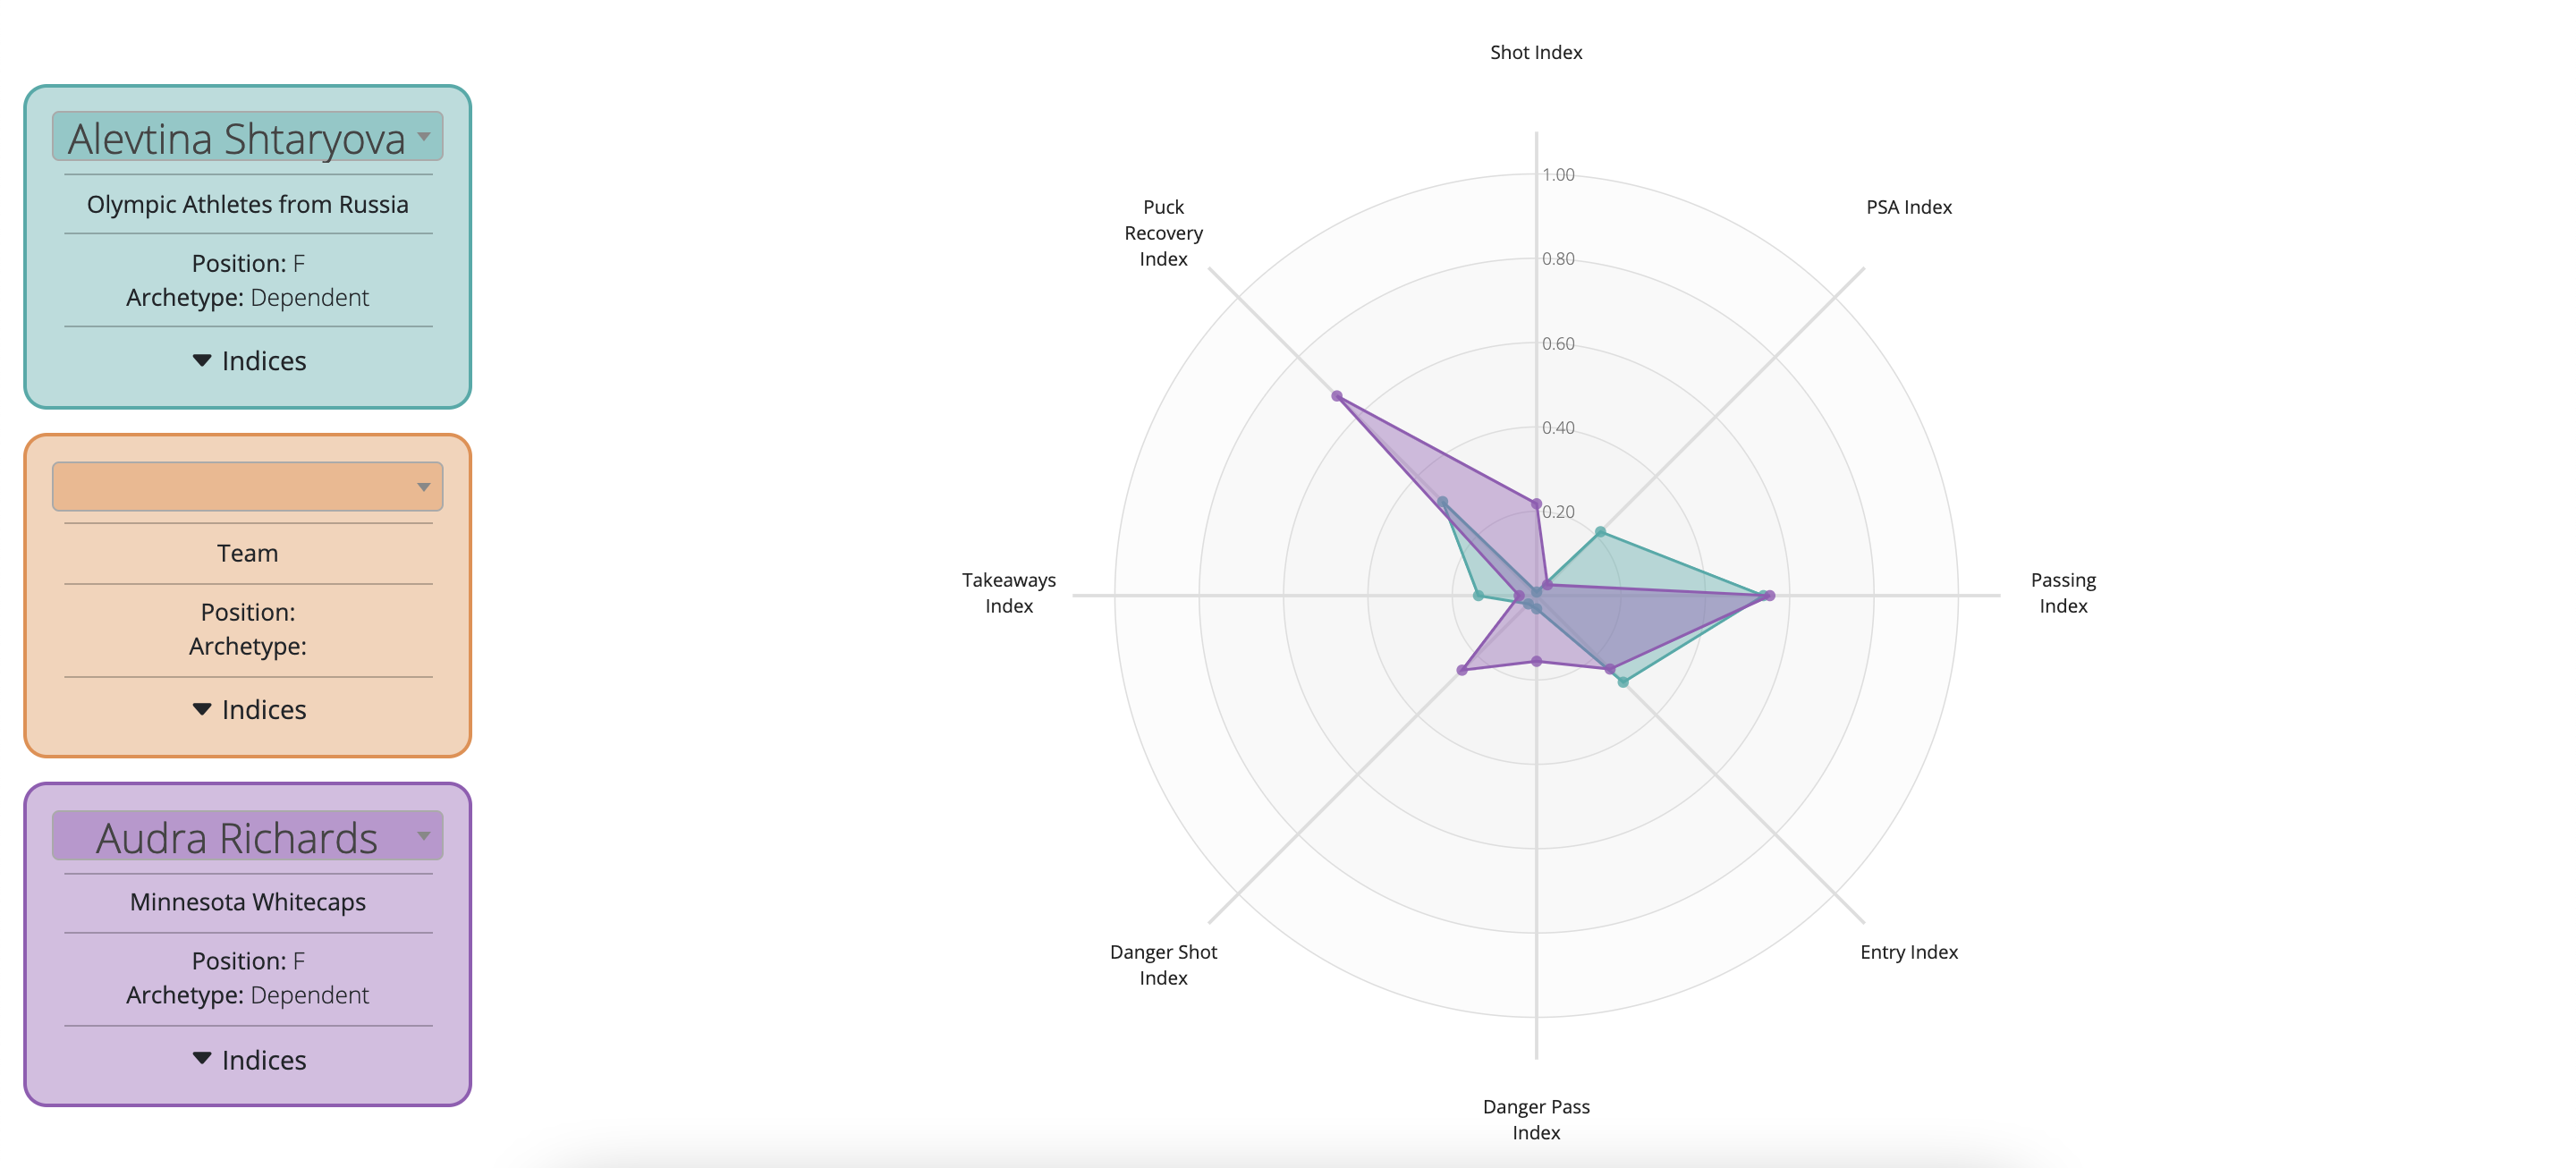 Alevtina Shtaryova
Olympic Athletes from Russia
Position: F
Archetype: Dependent
Indices
Team
Position:
Archetype:
Indices
Audra Richards
Minnesota Whitecaps
Position: F
Archetype: Dependent
Indices
Shot Index
PSA Index
Passing
Index
Entry Index
Danger Pass
Index
Danger Shot
Index
Takeaways
Index
Puck
Recovery
Index
1.00
0.80
0.60
0.40
0.20